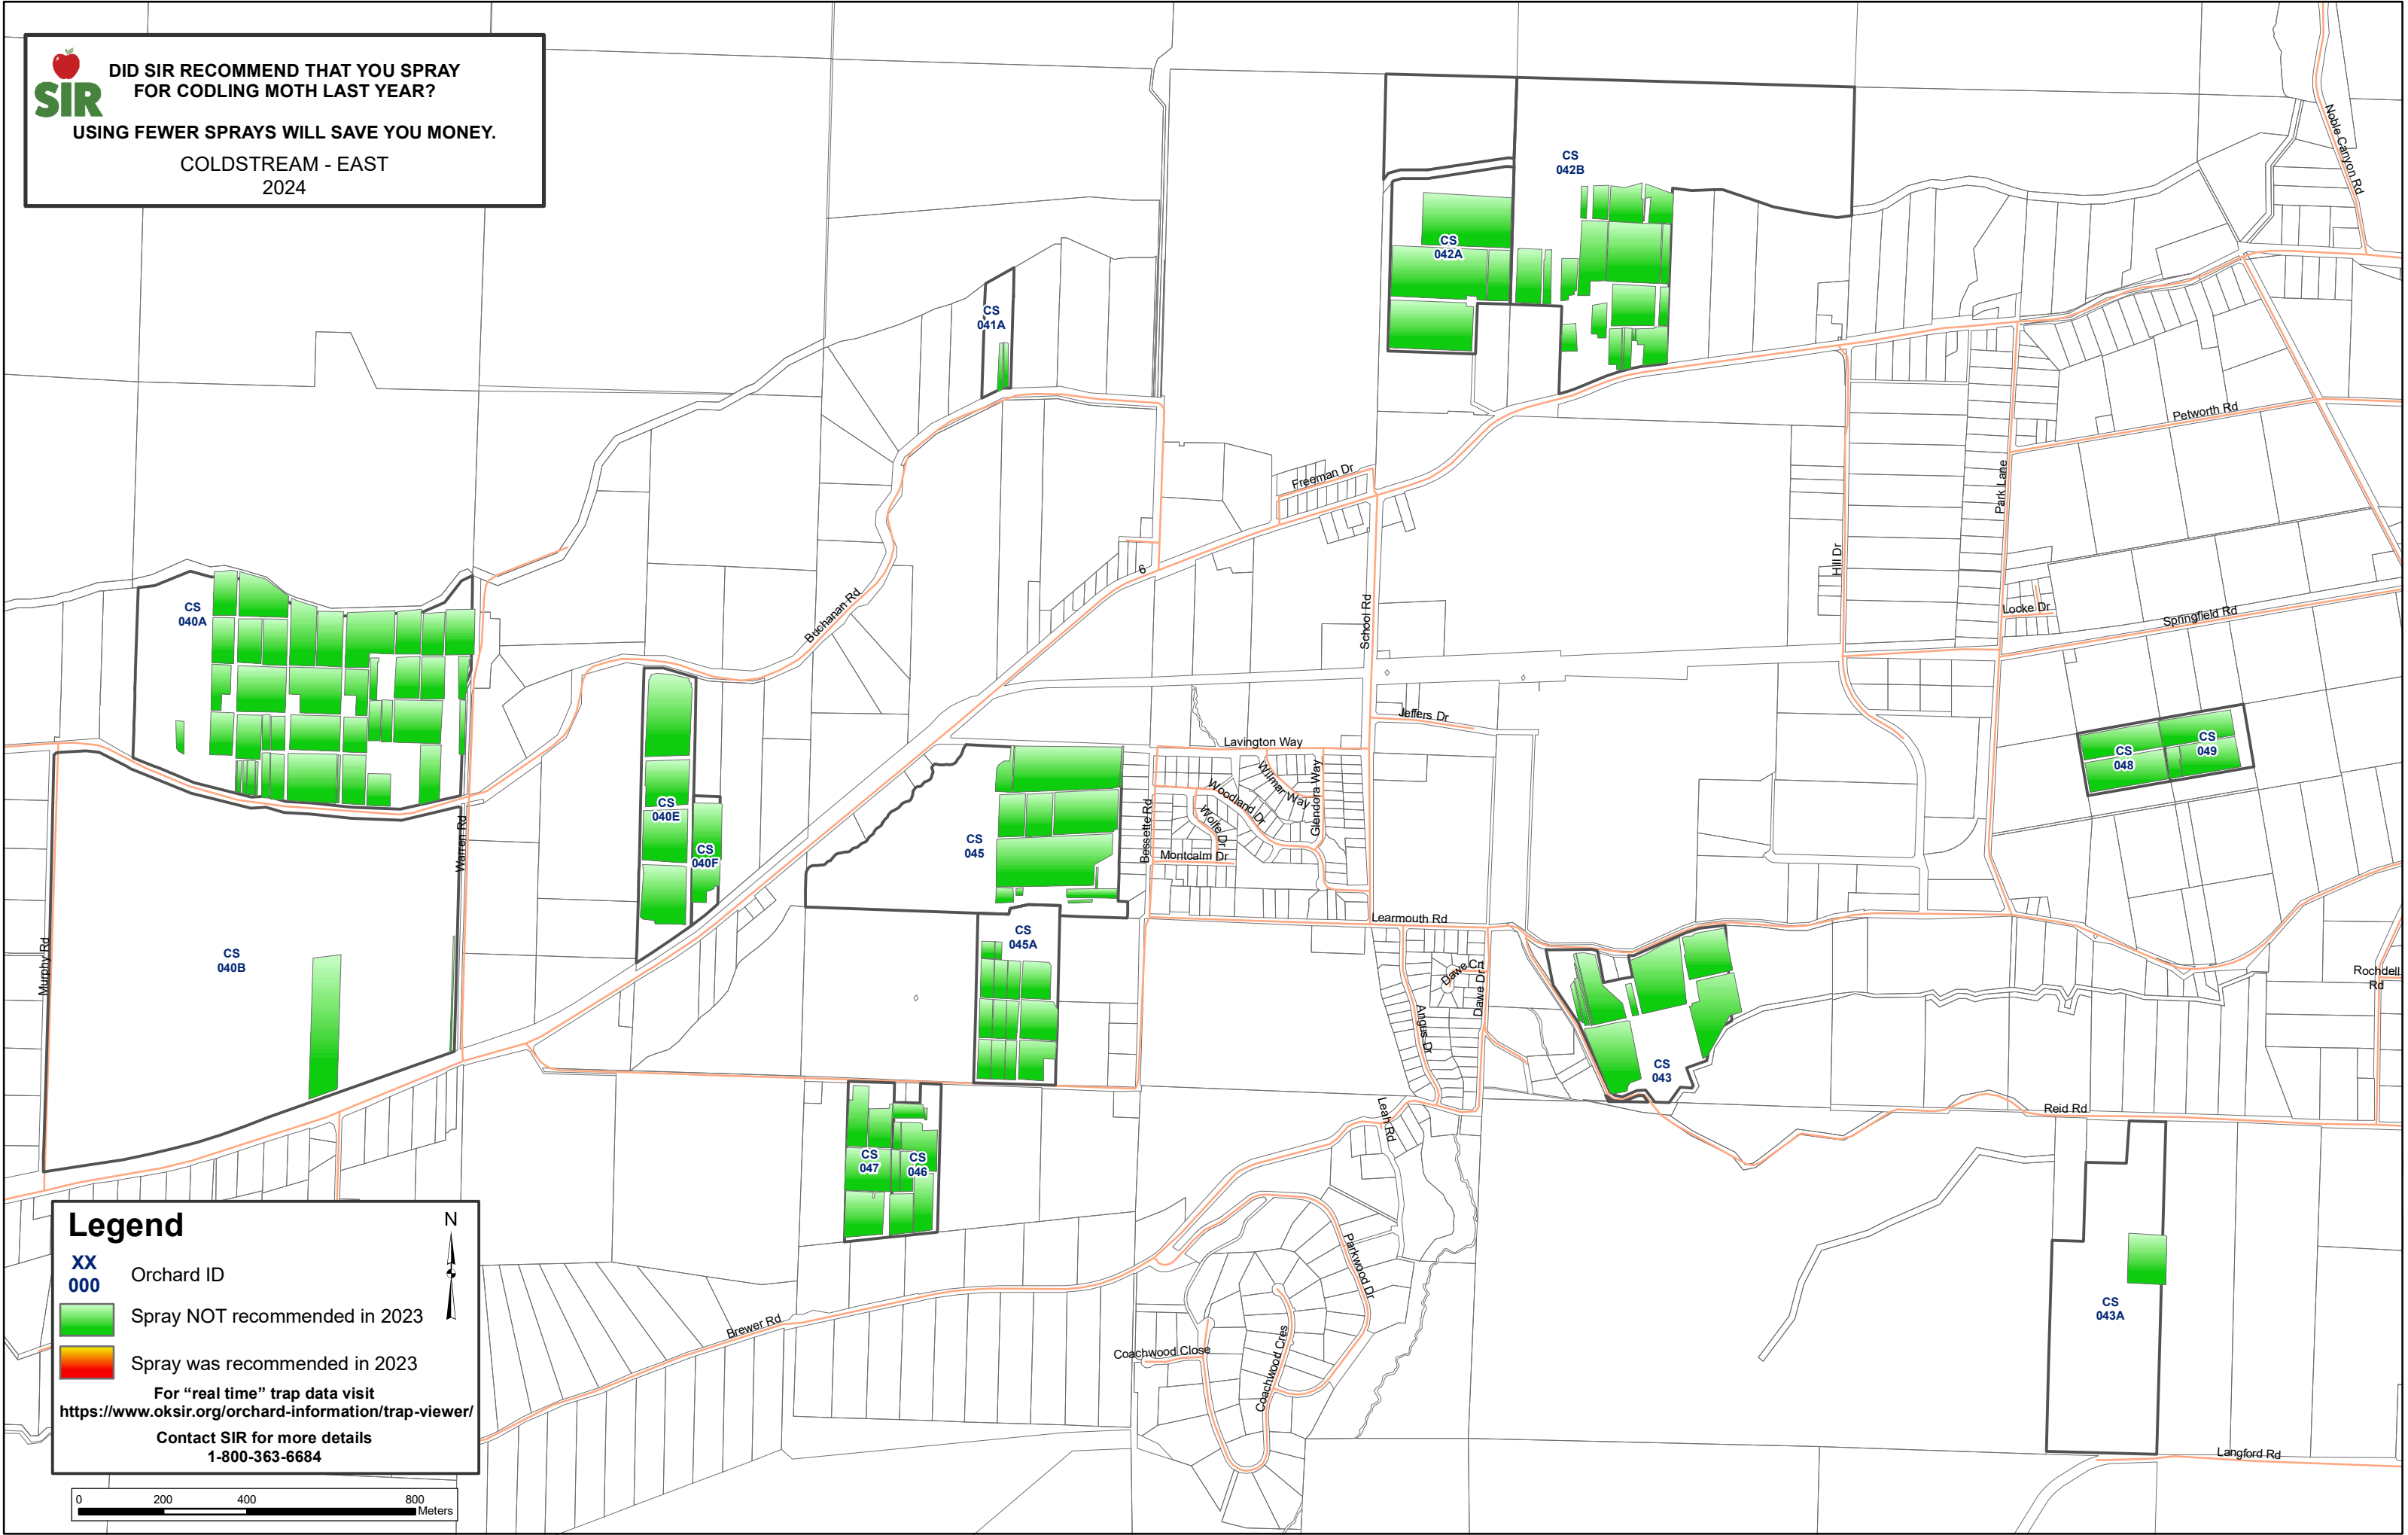 SIR
DID SIR RECOMMEND THAT YOU SPRAY
FOR CODLING MOTH LAST YEAR?
USING FEWER SPRAYS WILL SAVE YOU MONEY.
COLDSTREAM - EAST
2024
Noble Canyon Rd
CS
042B
CS
042A
CS
041A
Petworth Rd
Freeman Dr
Park Lane
6
Hill Dr
Buchanan Rd
School Rd
CS
040A
Locke Dr
Springfield Rd
Jeffers Dr
Lavington Way
CS
048
CS
049
Wilmar Way
Woodland Dr
Glendora Way
Wolfe Dr
Bessette Rd
Montcalm Dr
CS
040E
CS
040F
CS
045
Warren Rd
Learmouth Rd
CS
045A
CS
040B
Murphy Rd
Dawe Crt
Dawe Dr
Angus Dr
Rochdell
Rd
CS
043
Reid Rd
Leah Rd
CS
047
CS
046
Parkwood Dr
CS
043A
Brewer Rd
Coachwood Close
Coachwood Cres
Langford Rd
Legend
N
XX
000
Orchard ID
Spray NOT recommended in 2023
Spray was recommended in 2023
For “real time” trap data visit
https://www.oksir.org/orchard-information/trap-viewer/
Contact SIR for more details
1-800-363-6684
0 200 400 800
Meters